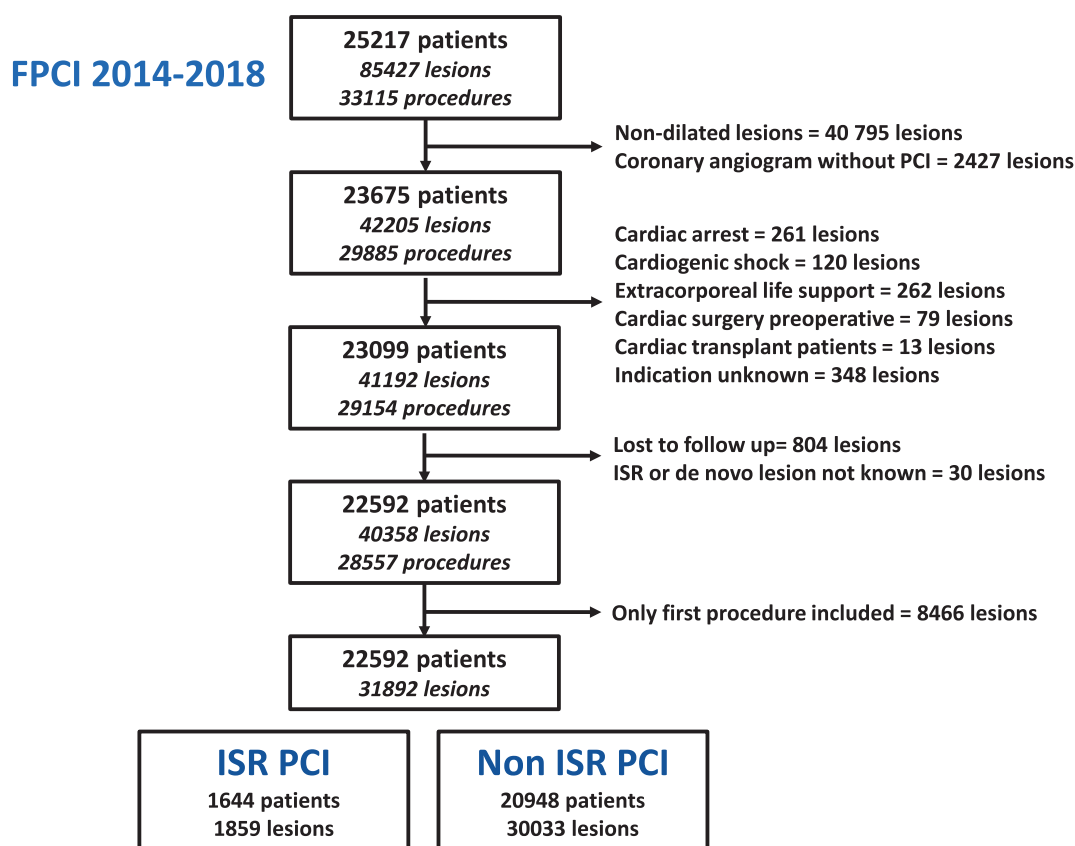 FPCI 2014-2018
25217 patients
85427 lesions
33115 procedures
Non-dilated lesions = 40 795 lesions
Coronary angiogram without PCI = 2427 lesions
23675 patients
42205 lesions
29885 procedures
Cardiac arrest = 261 lesions
Cardiogenic shock = 120 lesions
Extracorporeal life support = 262 lesions
Cardiac surgery preoperative = 79 lesions
Cardiac transplant patients = 13 lesions
Indication unknown = 348 lesions
23099 patients
41192 lesions
29154 procedures
Lost to follow up= 804 lesions
ISR or de novo lesion not known = 30 lesions
22592 patients
40358 lesions
28557 procedures
Only first procedure included = 8466 lesions
22592 patients
31892 lesions
ISR PCI
1644 patients
1859 lesions
Non ISR PCI
20948 patients
30033 lesions